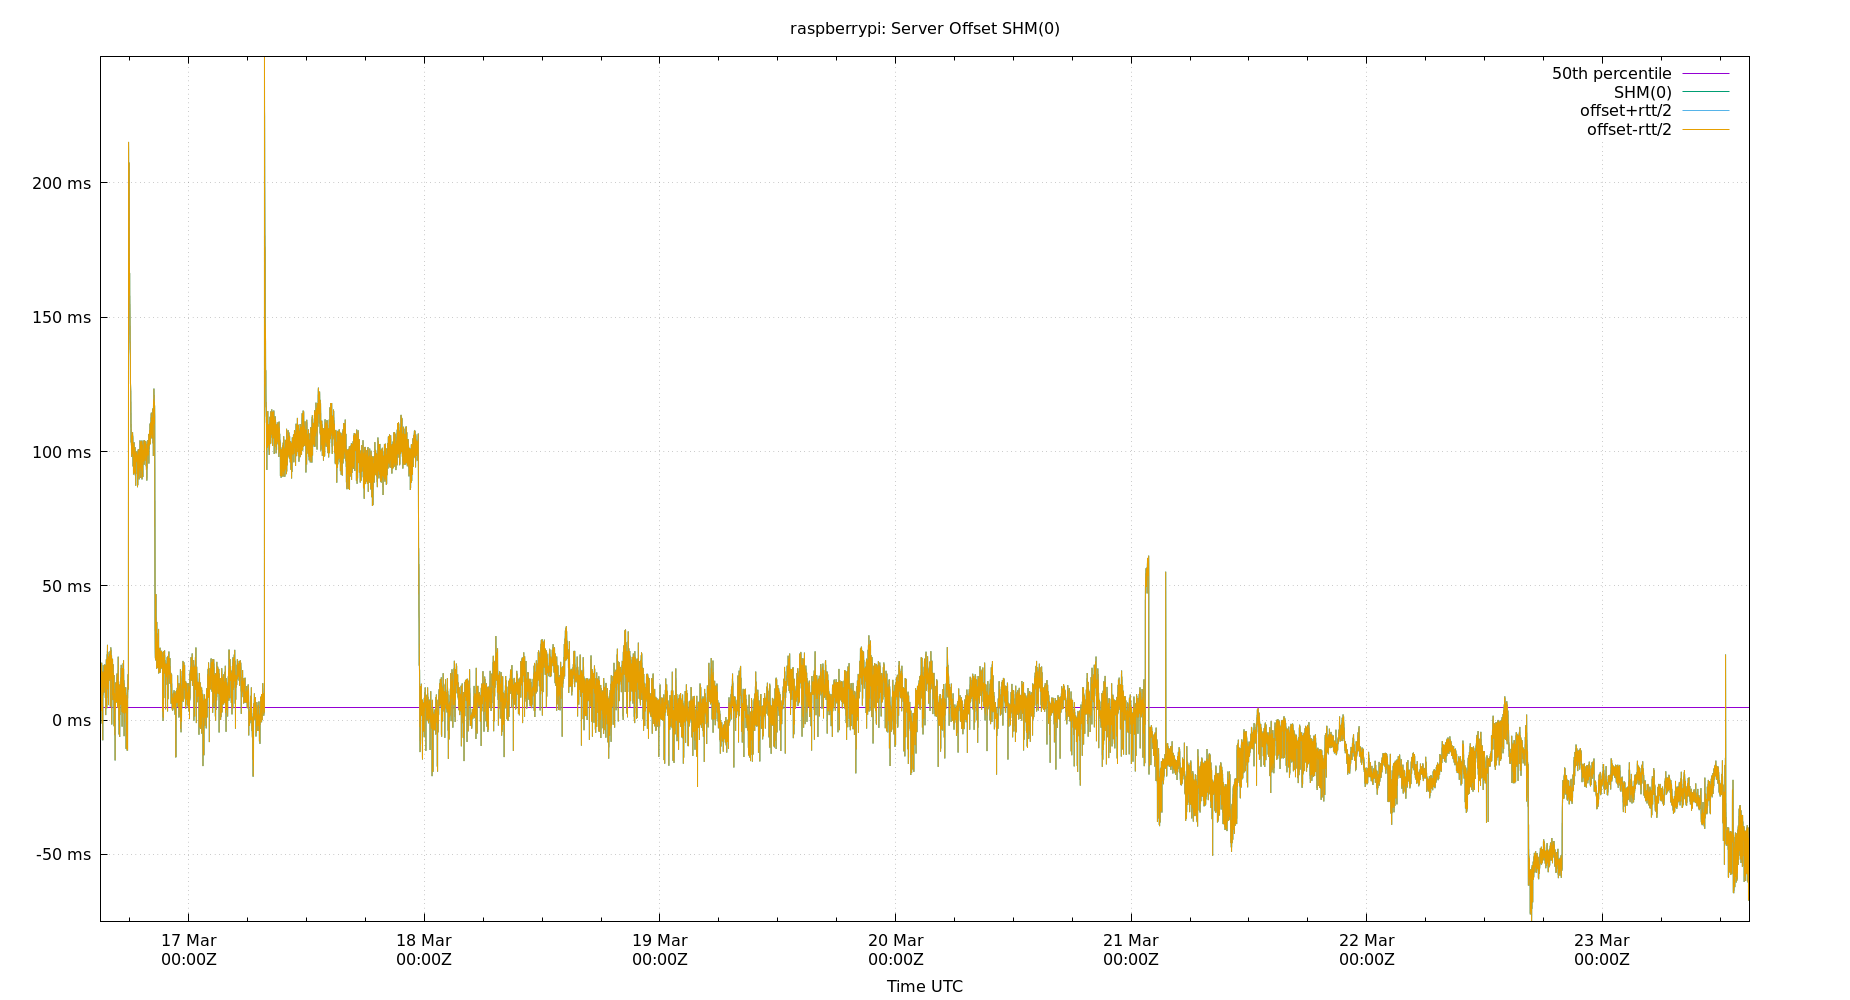 raspberrypi: Server Offset SHM(0)
50th percentile
SHM(0)
offset+rtt/2
offset-rtt/2
200 ms
150 ms
100 ms
50 ms
0 ms
-50 ms
17 Mar 18 Mar 19 Mar 20 Mar 21 Mar 22 Mar 23 Mar
00:00Z 00:00Z 00:00Z 00:00Z 00:00Z 00:00Z 00:00Z
Time UTC